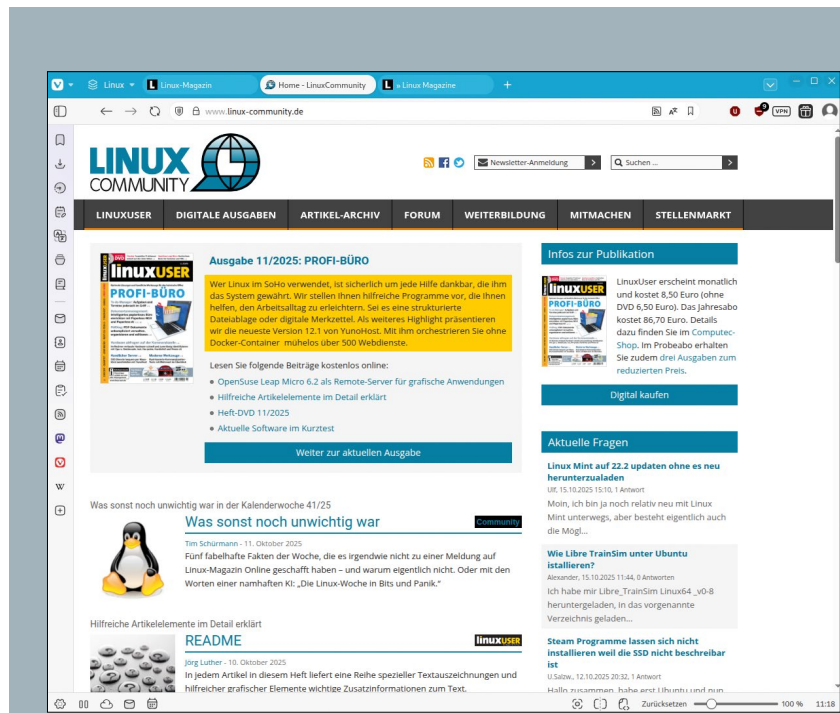 Linux
Linux-Magazin
Home - LinuxCommunity
» Linux Magazine
www.linux-community.de
9
VPN
LINUX
COMMUNITY
Newsletter-Anmeldung
Suchen ...
LINUXUSER DIGITALE AUSGABEN ARTIKEL-ARCHIV FORUM WEITERBILDUNG MITMACHEN STELLENMARKT
linuxUSER
PROFI-BÜRO
Ausgabe 11/2025: PROFI-BÜRO
Wer Linux im SoHo verwendet, ist sicherlich um jede Hilfe dankbar, die ihm
das System gewährt. Wir stellen Ihnen hilfreiche Programme vor, die Ihnen
helfen, den Arbeitsalltag zu erleichtern. Sei es eine strukturierte
Dateiablage oder digitale Merkzettel. Als weiteres Highlight präsentieren
wir die neueste Version 12.1 von YunoHost. Mit ihm orchestrieren Sie ohne
Docker-Container mühelos über 500 Webdienste.
Lesen Sie folgende Beiträge kostenlos online:
OpenSuse Leap Micro 6.2 als Remote-Server für grafische Anwendungen
Hilfreiche Artikelelemente im Detail erklärt
Heft-DVD 11/2025
Aktuelle Software im Kurztest
Weiter zur aktuellen Ausgabe
Was sonst noch unwichtig war in der Kalenderwoche 41/25
Was sonst noch unwichtig war
Community
Tim Schürmann - 11. Oktober 2025
Fünf fabelhafte Fakten der Woche, die es irgendwie nicht zu einer Meldung auf
Linux-Magazin Online geschafft haben – und warum eigentlich nicht. Oder mit den
Worten einer namhaften KI: „Die Linux-Woche in Bits und Panik.“
Hilfreiche Artikelelemente im Detail erklärt
README
linuxUSER
Jörg Luther - 10. Oktober 2025
In jedem Artikel in diesem Heft liefert eine Reihe spezieller Textauszeichnungen und
hilfreicher grafischer Elemente wichtige Zusatzinformationen zum Text.
Infos zur Publikation
linuxUSER
PROFI-BÜRO
LinuxUser erscheint monatlich
und kostet 8,50 Euro (ohne
DVD 6,50 Euro). Das Jahresabo
kostet 86,70 Euro. Details
dazu finden Sie im Computec-
Shop. Im Probeabo erhalten
Sie zudem drei Ausgaben zum
reduzierten Preis.
Digital kaufen
Aktuelle Fragen
Linux Mint auf 22.2 updaten ohne es neu
herunterzualaden
Ulf, 15.10.2025 15:10, 1 Antwort
Moin, ich bin ja noch relativ neu mit Linux
Mint unterwegs, aber besteht eigentlich auch
die Mögl...
Wie Libre TrainSim unter Ubuntu
istallieren?
Alexander, 15.10.2025 11:44, 0 Antworten
Ich habe mir Libre_TrainSim Linux64 _v0-8
heruntergeladen, in das vorgenannte
Verzeichnis geladen...
Steam Programme lassen sich nicht
installieren weil die SSD nicht beschreibar
ist
U.Salzw., 12.10.2025 20:32, 1 Antwort
Hallo zusammen, habe erst Ubuntu und nun
Zurücksetzen
100 %
11:18